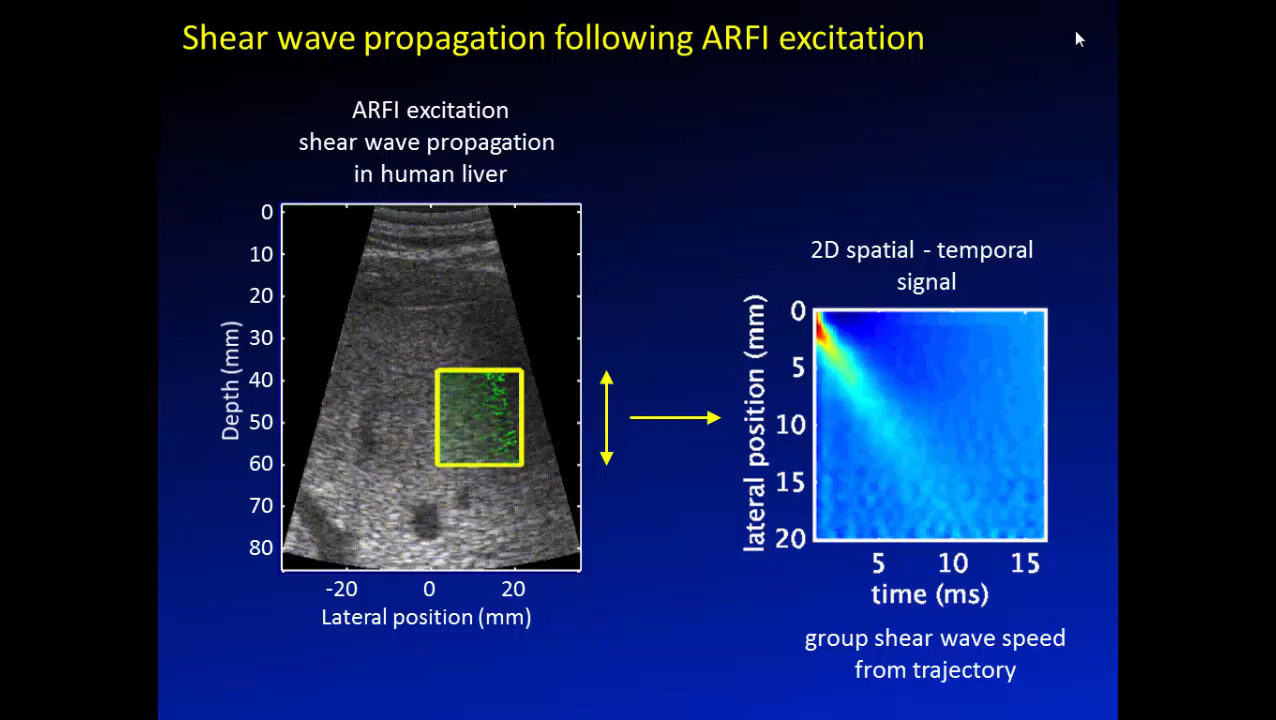 Shear wave propagation following ARFI excitation
ARFI excitation
shear wave propagation
in human liver
0
10
20
30
40
50
60
70
80
Depth (mm)
-20 0 20
Lateral position (mm)
2D spatial - temporal
signal
0
5
10
15
20
lateral position (mm)
5 10 15
time (ms)
group shear wave speed
from trajectory